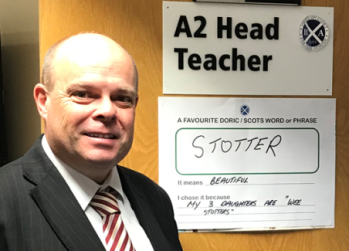 A2 Head
Teacher
A FAVOURITE DORIC / SCOTS WORD or PHRASE
STOTTER
It means BEAUTIFUL
I chose it because
MY 3 DAUGHTERS ARE "WEE
STOTTERS"